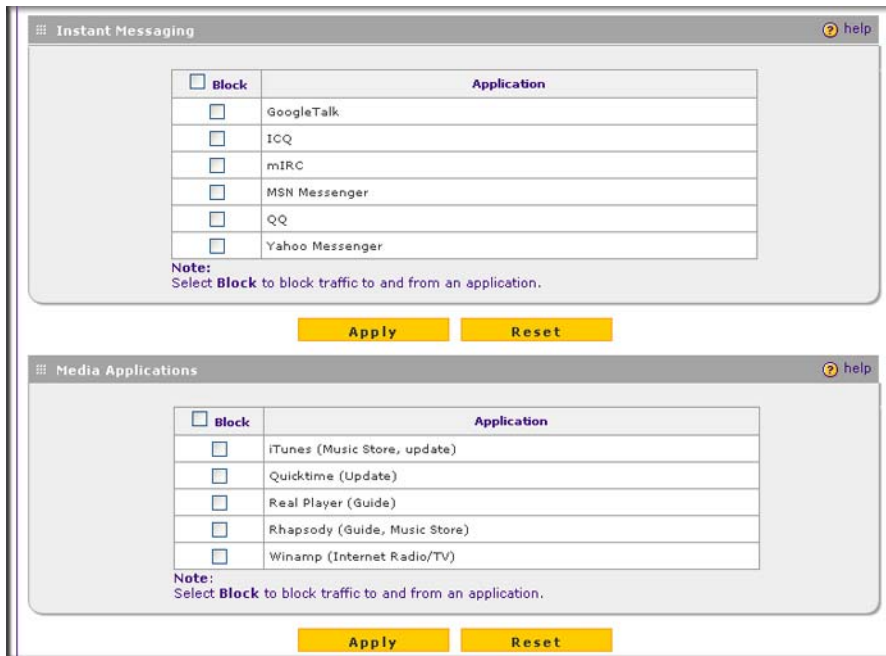 Instant Messaging
? help
Block Application
GoogleTalk
ICQ
mIRC
MSN Messenger
QQ
Yahoo Messenger
Note:
Select Block to block traffic to and from an application.
Apply Reset
Media Applications
? help
Block Application
iTunes (Music Store, update)
Quicktime (Update)
Real Player (Guide)
Rhapsody (Guide, Music Store)
Winamp (Internet Radio/TV)
Note:
Select Block to block traffic to and from an application.
Apply Reset